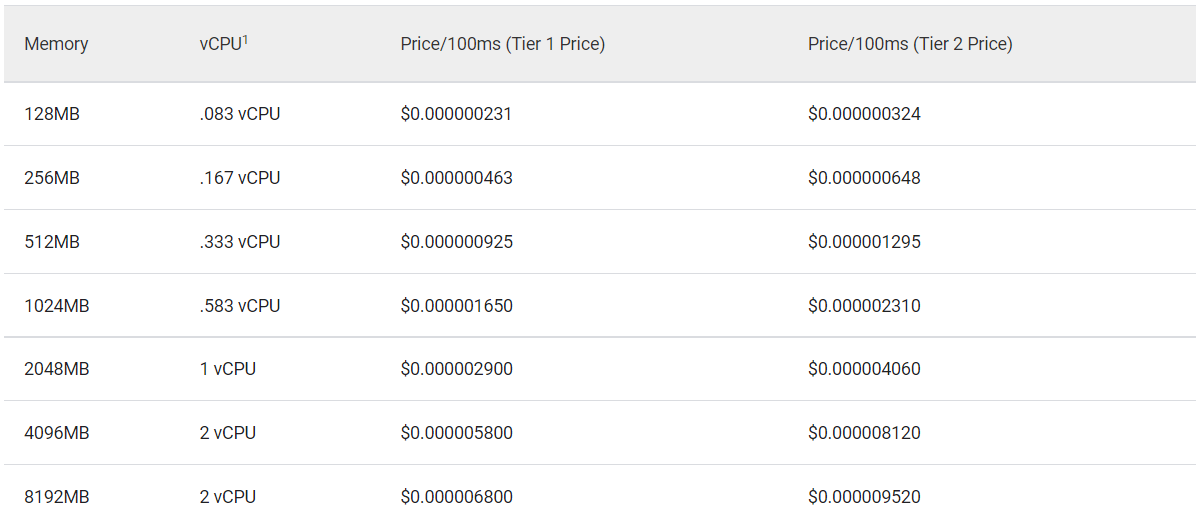 Memory vCPU¹ Price/100ms (Tier 1 Price) Price/100ms (Tier 2 Price)
128MB .083 vCPU $0.000000231 $0.000000324
256MB .167 vCPU $0.000000463 $0.000000648
512MB .333 vCPU $0.000000925 $0.000001295
1024MB .583 vCPU $0.000001650 $0.000002310
2048MB 1 vCPU $0.000002900 $0.000004060
4096MB 2 vCPU $0.000005800 $0.000008120
8192MB 2 vCPU $0.000006800 $0.000009520